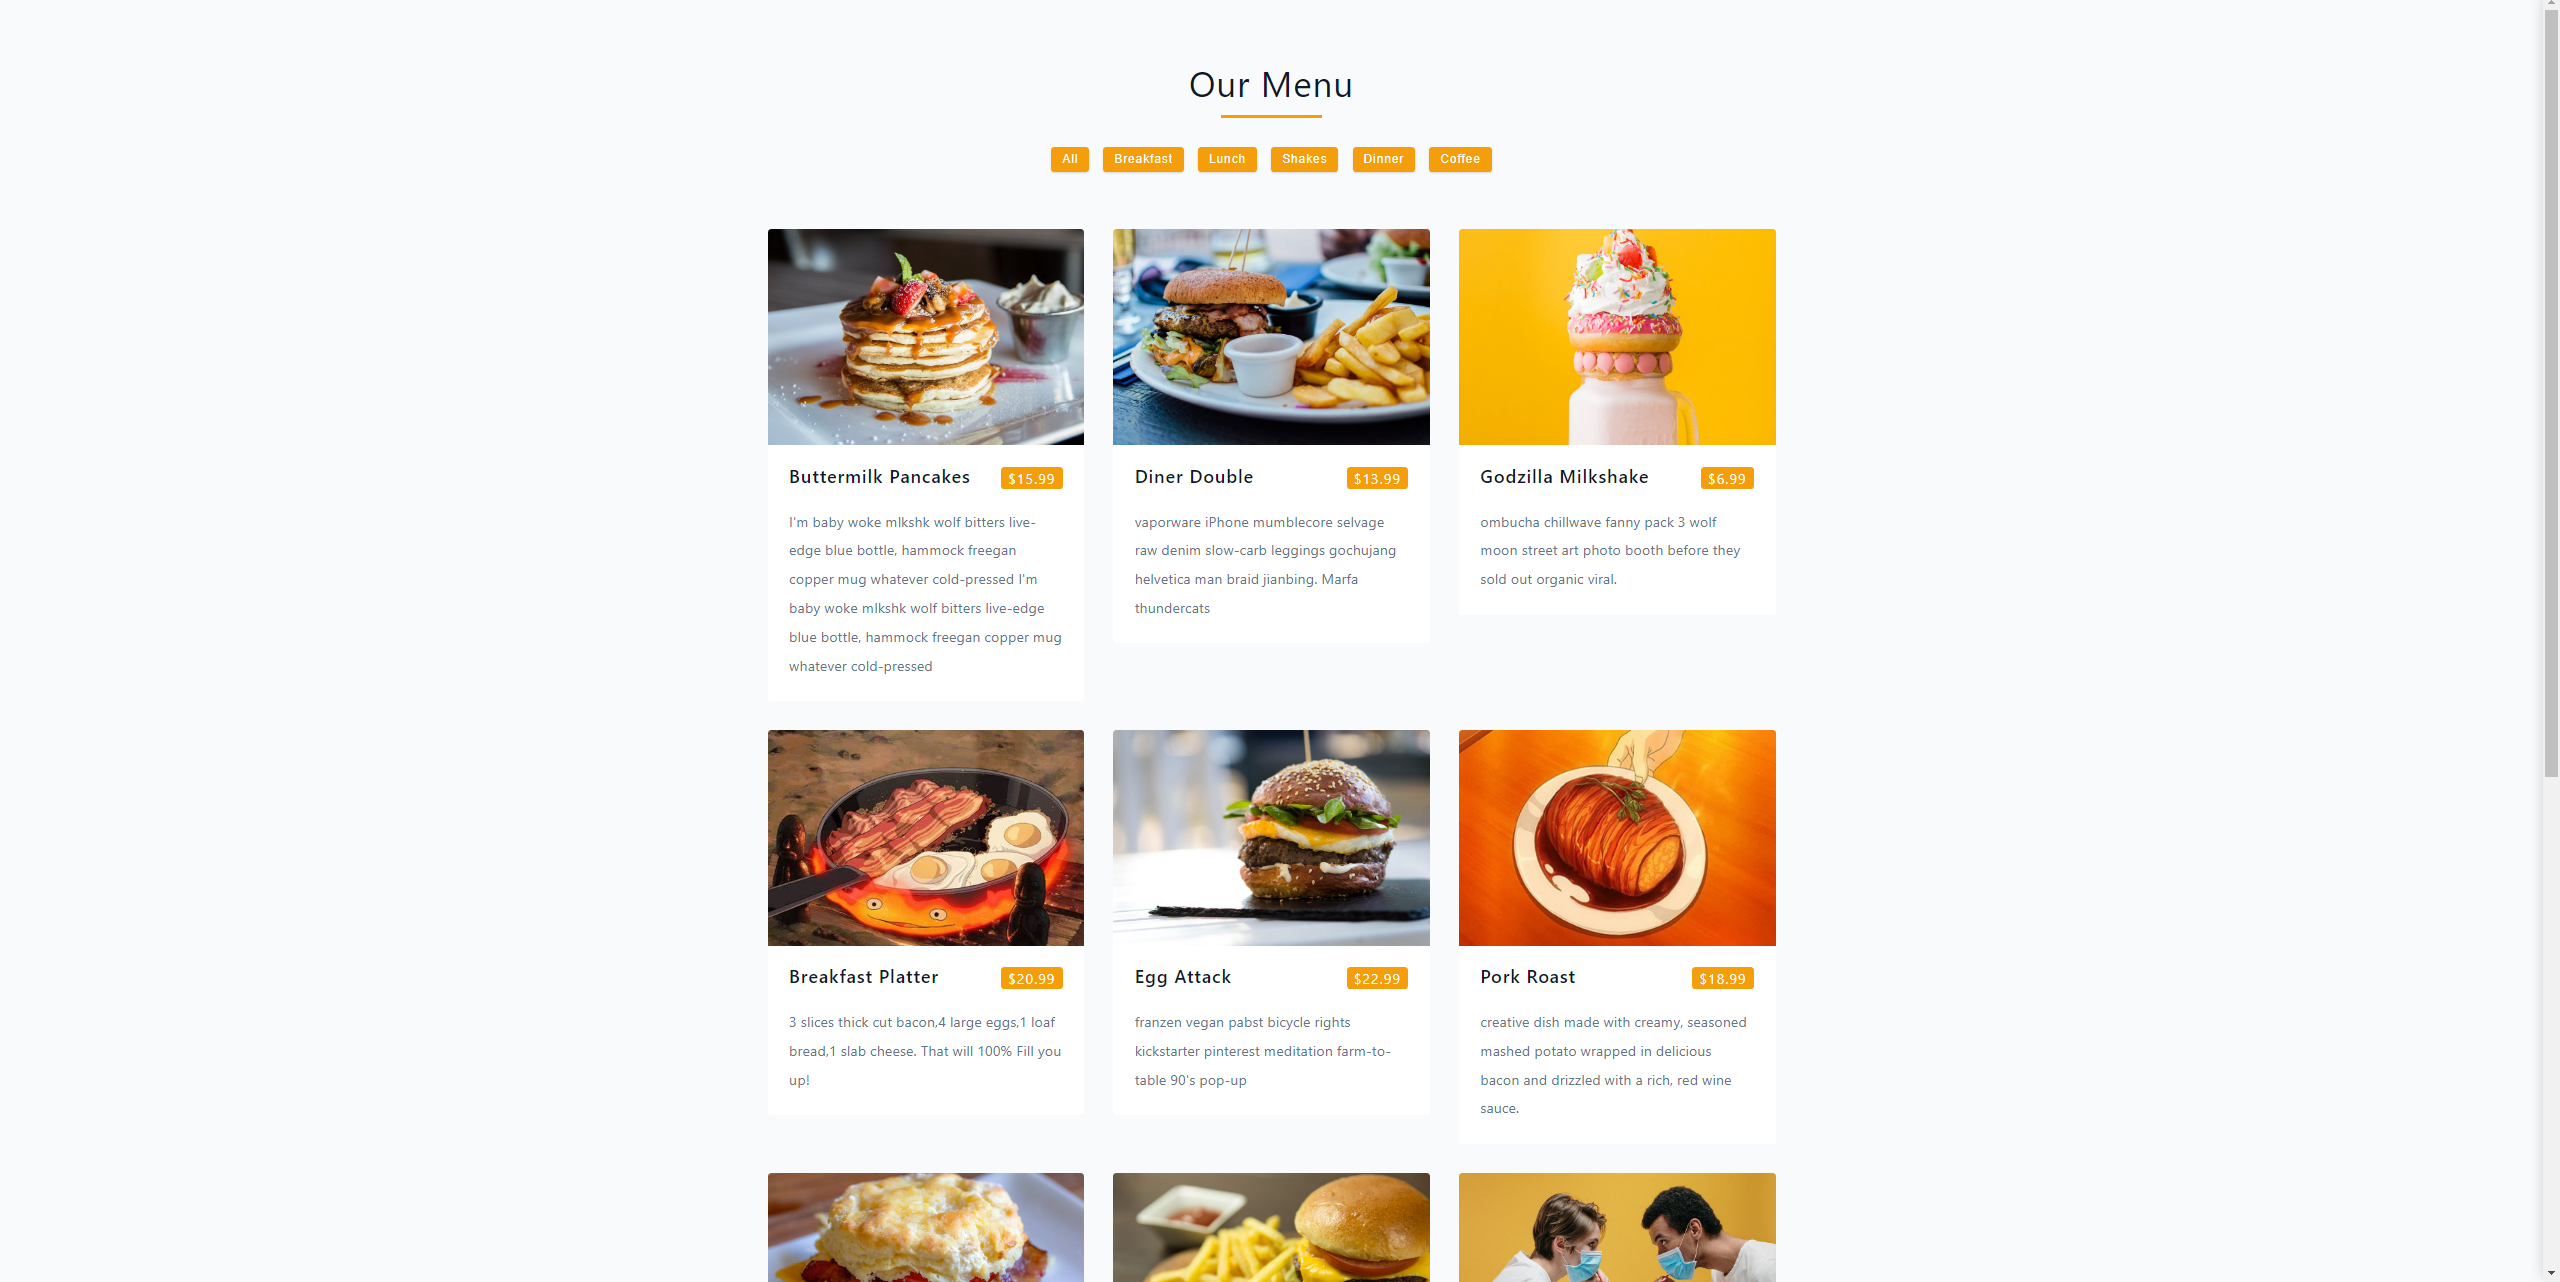 Our Menu
All
Breakfast
Lunch
Shakes
Dinner
Coffee
Buttermilk Pancakes
$15.99
I'm baby woke mlkshk wolf bitters live-
edge blue bottle, hammock freegan
copper mug whatever cold-pressed I'm
baby woke mlkshk wolf bitters live-edge
blue bottle, hammock freegan copper mug
whatever cold-pressed
Diner Double
$13.99
vaporware iPhone mumblecore selvage
raw denim slow-carb leggings gochujang
helvetica man braid jianbing. Marfa
thundercats
Godzilla Milkshake
$6.99
ombucha chillwave fanny pack 3 wolf
moon street art photo booth before they
sold out organic viral.
Breakfast Platter
$20.99
3 slices thick cut bacon,4 large eggs,1 loaf
bread,1 slab cheese. That will 100% Fill you
up!
Egg Attack
$22.99
franzen vegan pabst bicycle rights
kickstarter pinterest meditation farm-to-
table 90's pop-up
Pork Roast
$18.99
creative dish made with creamy, seasoned
mashed potato wrapped in delicious
bacon and drizzled with a rich, red wine
sauce.